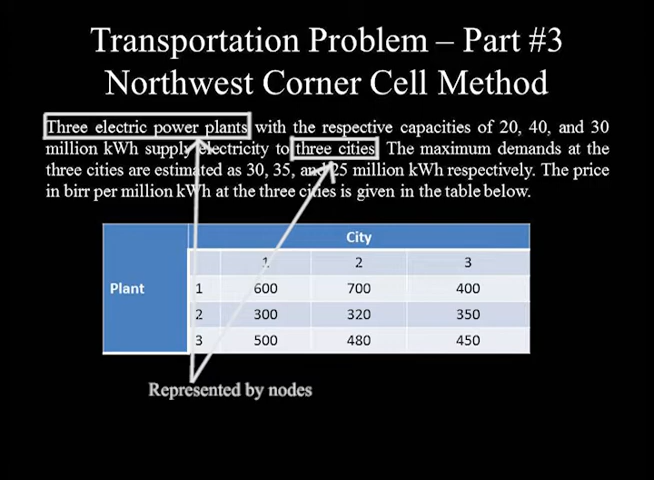 Transportation Problem – Part #3
Northwest Corner Cell Method
Three electric power plants with the respective capacities of 20, 40, and 30
million kWh supply electricity to three cities. The maximum demands at the
three cities are estimated as 30, 35, and 25 million kWh respectively. The price
in birr per million kWh at the three cities is given in the table below.
City
1 2 3
Plant 1 600 700 400
2 300 320 350
3 500 480 450
Represented by nodes